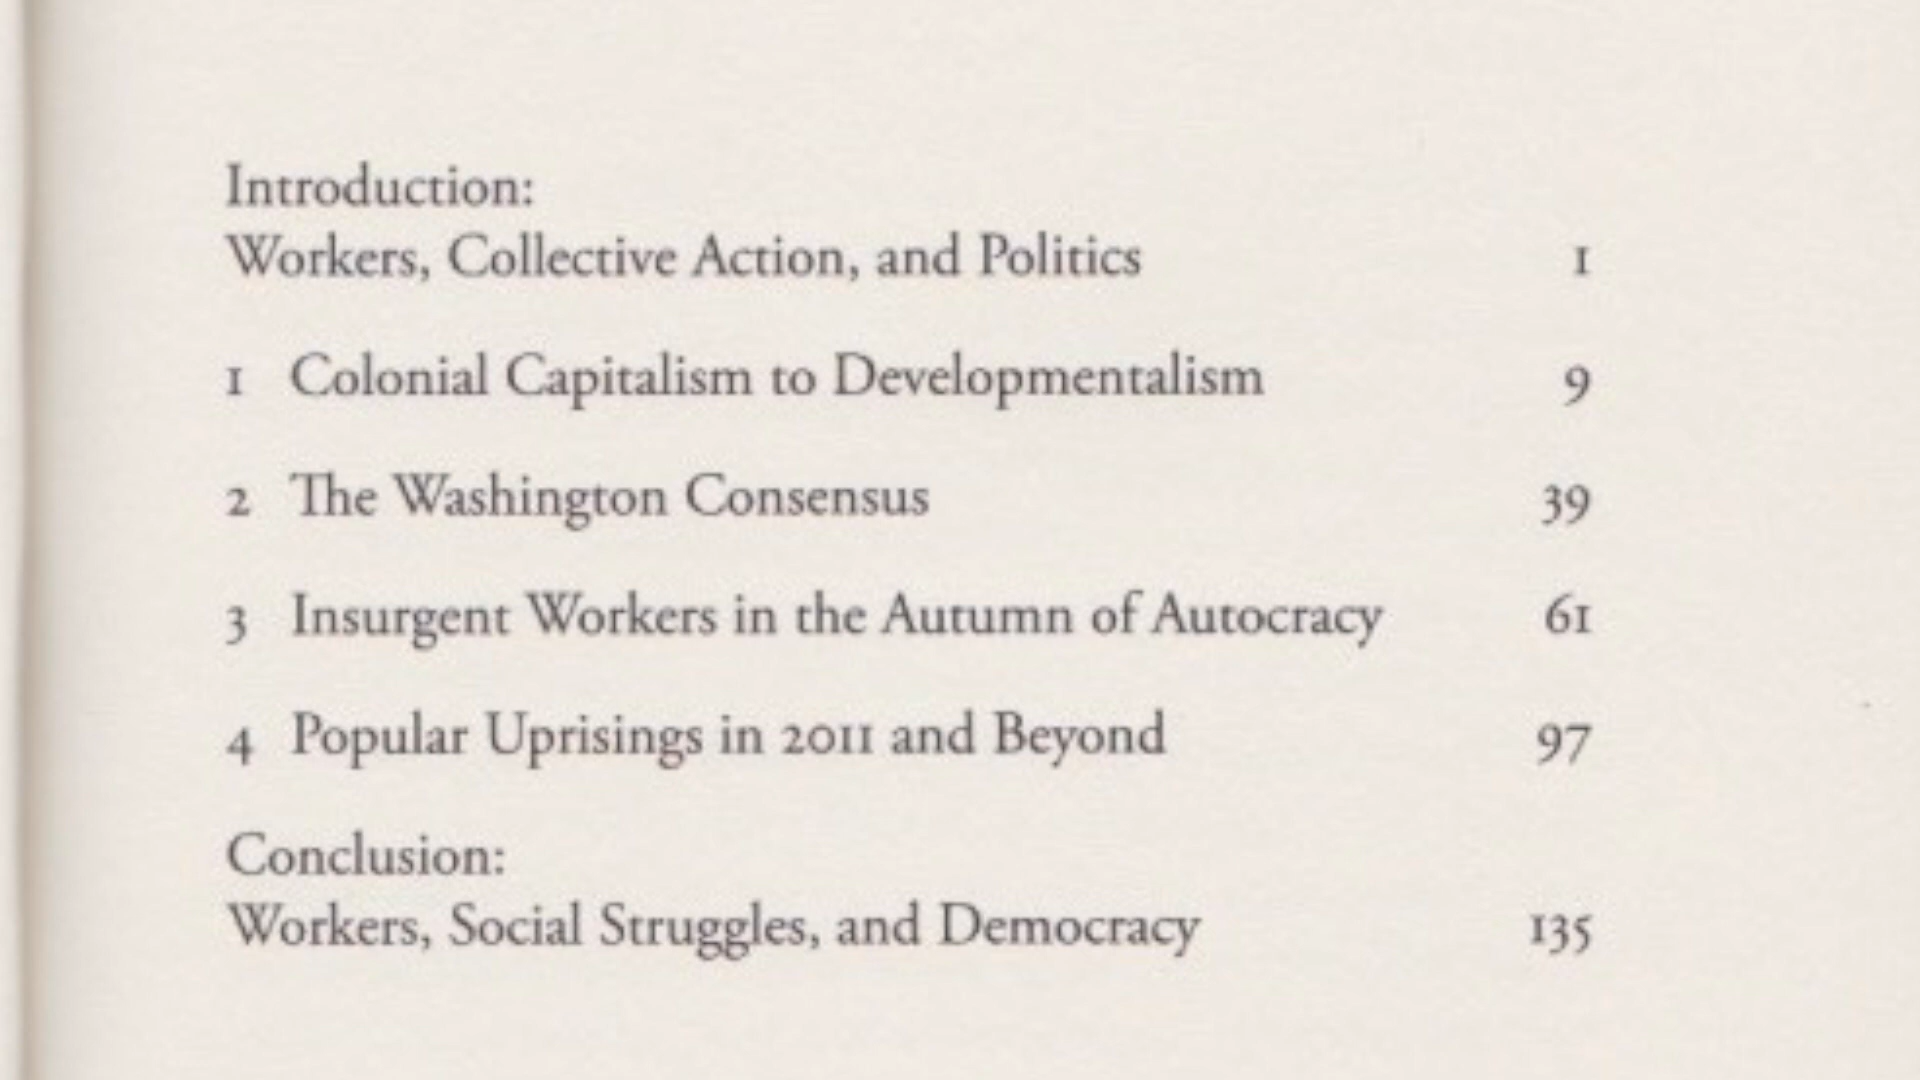 Introduction:
Workers, Collective Action, and Politics 1
1 Colonial Capitalism to Developmentalism 9
2 The Washington Consensus 39
3 Insurgent Workers in the Autumn of Autocracy 61
4 Popular Uprisings in 2011 and Beyond 97
Conclusion:
Workers, Social Struggles, and Democracy 135